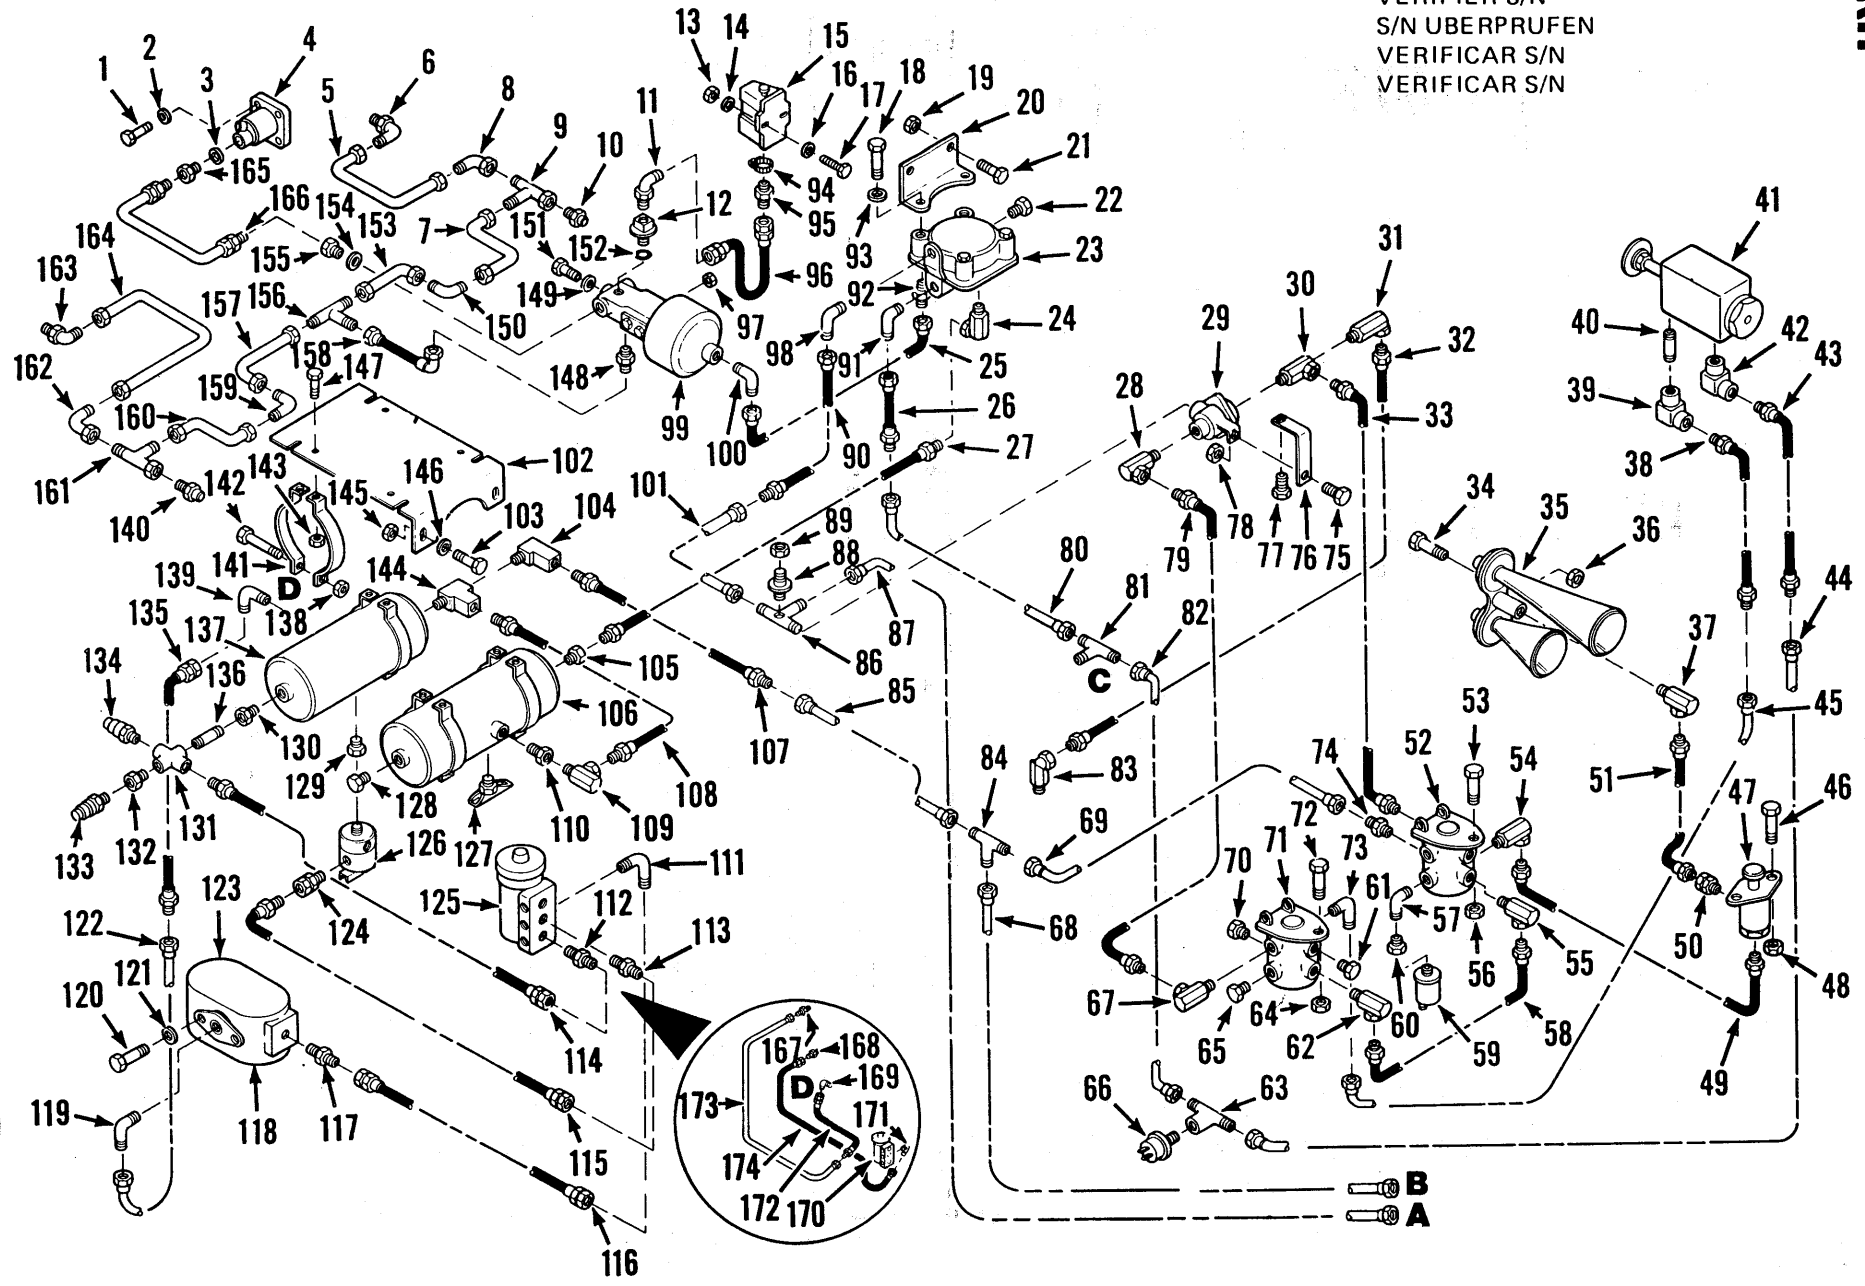 VERIFIER S/N
S/N UBERPRUFEN
VERIFICAR S/N
VERIFICAR S/N
1 2 3 4 5 6 7 8 9 10
11 12 13 14 15 16 17 18 19 20
21 22 23 24 25 26 27 28 29 30
31 32 33 34 35 36 37 38 39 40
41 42 43 44 45 46 47 48 49 50
51 52 53 54 55 56 57 58 59 60
61 62 63 64 65 66 67 68 69 70
71 72 73 74 75 76 77 78 79 80
81 82 83 84 85 86 87 88 89 90
91 92 93 94 95 96 97 98 99 100
101 102 103 104 105 106 107 108 109 110
111 112 113 114 115 116 117 118 119 120
121 122 123 124 125 126 127 128 129 130
131 132 133 134 135 136 137 138 139 140
141 142 143 144 145 146 147 148 149 150
151 152 153 154 155 156 157 158 159 160
161 162 163 164 165 166 167 168 169 170
171 172 173 174
D
C
D
B
A